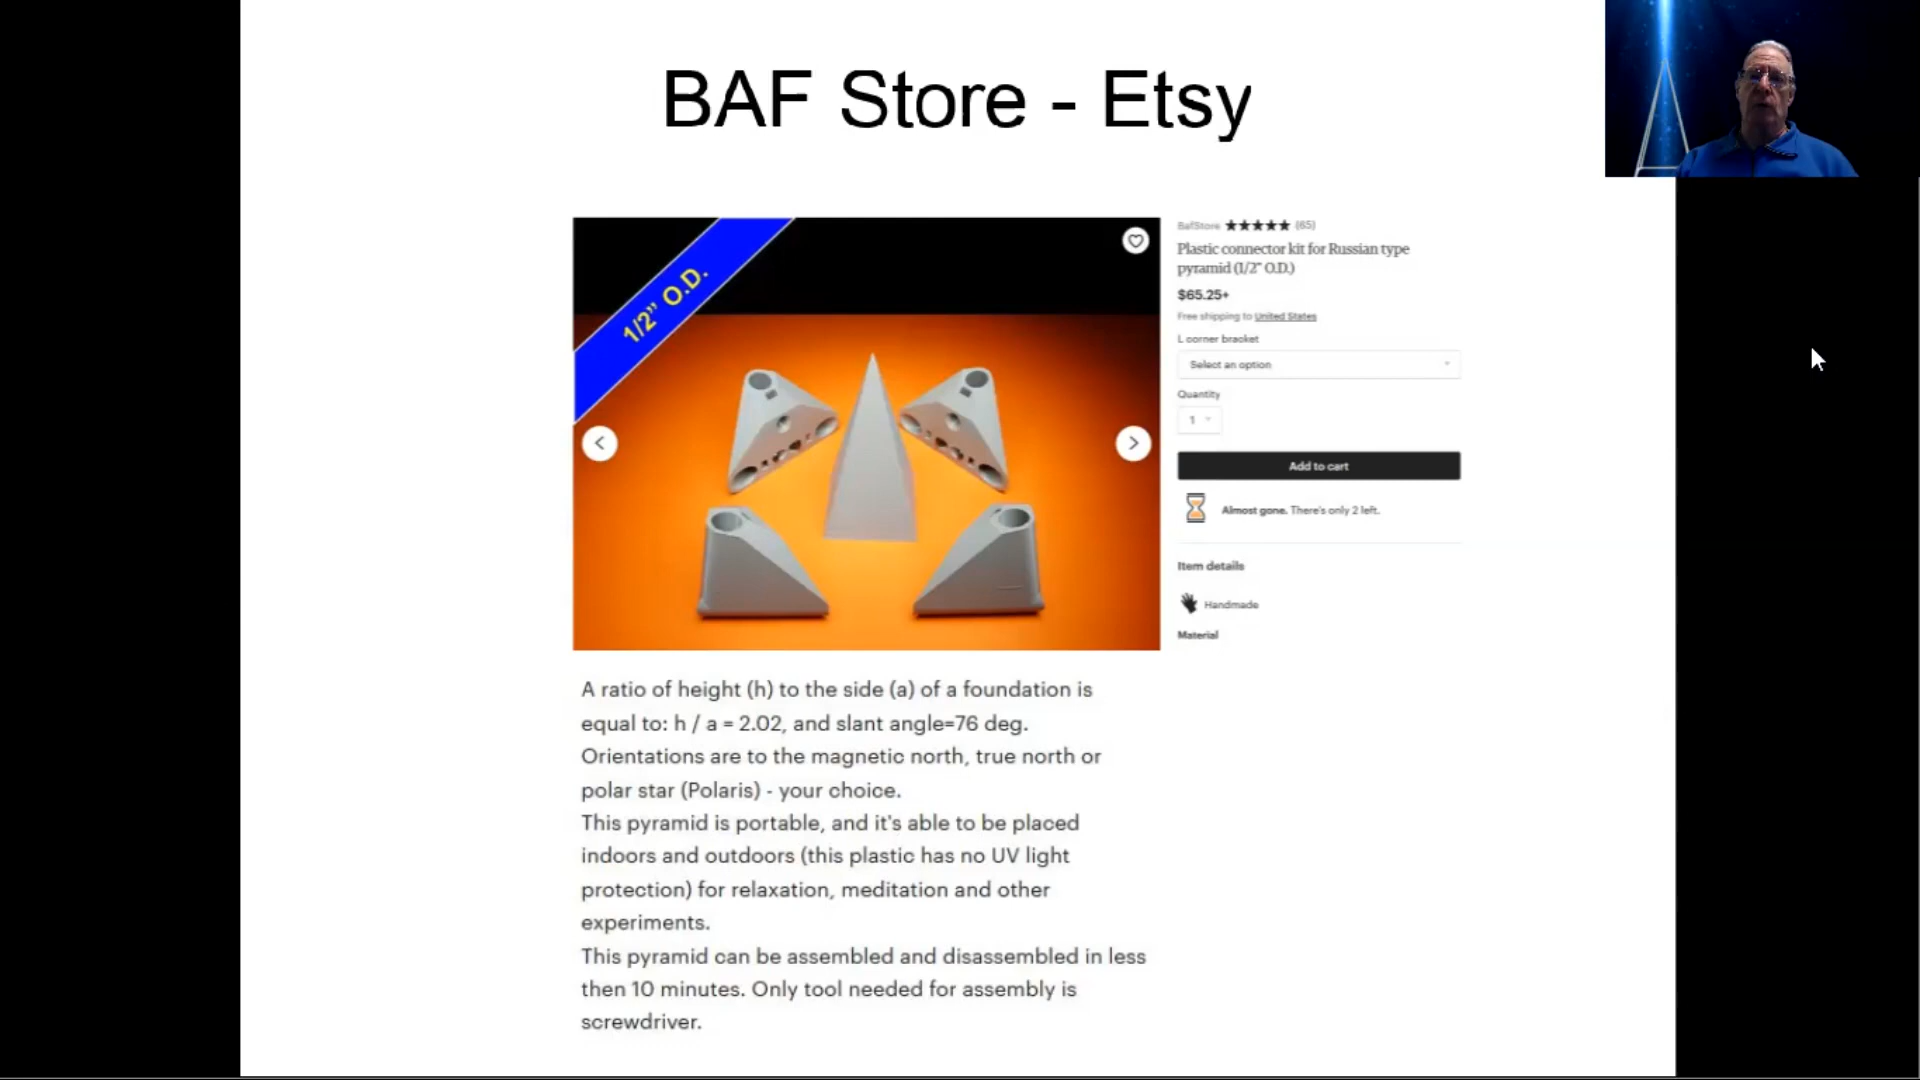 BAF Store - Etsy
1/2" O.D.
BafStore ★★★★★ (65)
Plastic connector kit for Russian type
pyramid (1/2" O.D.)
$65.25+
Free shipping to United States
L corner bracket
Select an option
Quantity
1
Add to cart
Almost gone. There's only 2 left.
Item details
Handmade
Material
A ratio of height (h) to the side (a) of a foundation is
equal to: h / a = 2.02, and slant angle=76 deg.
Orientations are to the magnetic north, true north or
polar star (Polaris) - your choice.
This pyramid is portable, and it's able to be placed
indoors and outdoors (this plastic has no UV light
protection) for relaxation, meditation and other
experiments.
This pyramid can be assembled and disassembled in less
then 10 minutes. Only tool needed for assembly is
screwdriver.